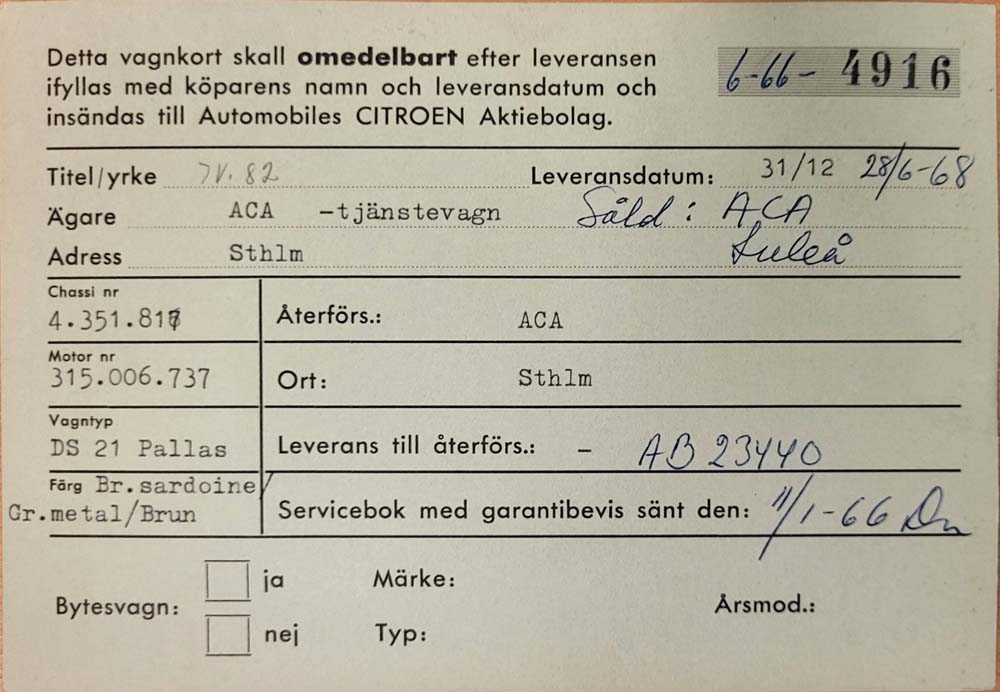 Detta vagnkort skall omedelbart efter leveransen
ifyllas med köparens namn och leveransdatum och
insändas till Automobiles CITROEN Aktiebolag.
6-66- 4916
Titel/yrke JV. 82 Leveransdatum: 31/12 28/6-68
Ägare ACA -tjänstevagn Såld: ACA
Adress Sthlm Luleå
Chassi nr
4.351.817
Återförs.: ACA
Motor nr
315.006.737
Ort: Sthlm
Vagntyp
DS 21 Pallas
Leverans till återförs.: - AB 23440
Färg Br.sardoine/
Gr.metal/Brun
Servicebok med garantibevis sänt den: 11/1-66
Bytesvagn:
ja Märke:
nej Typ:
Årsmod.: